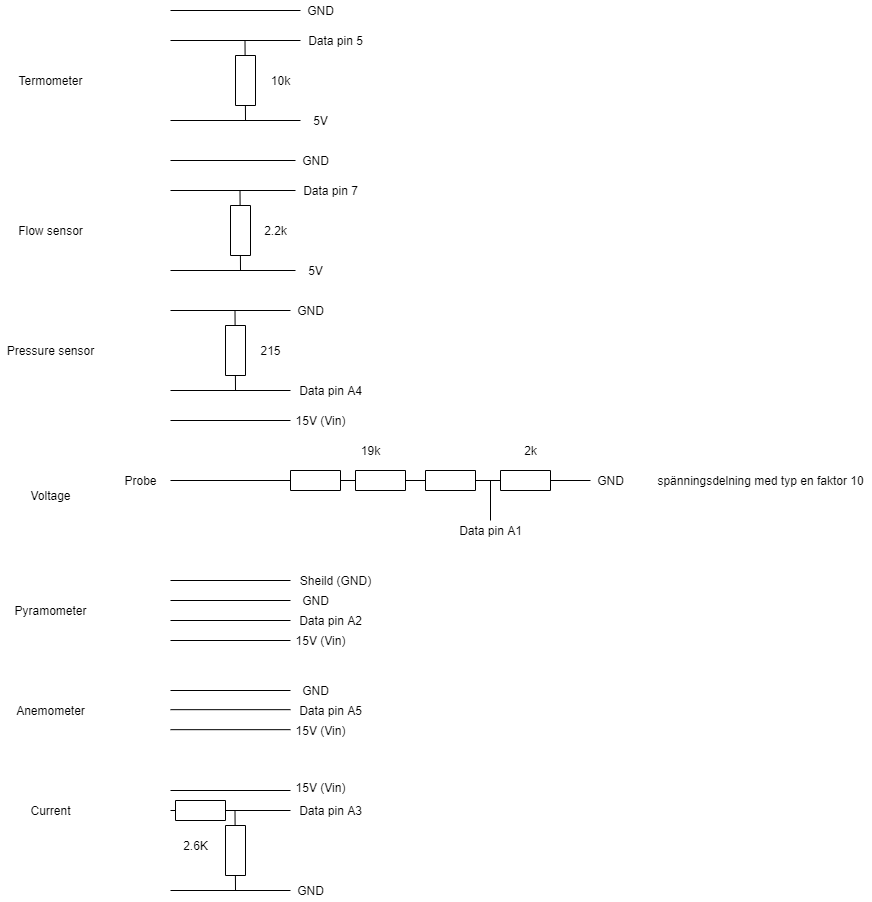 GND
Data pin 5
Termometer
10k
5V
GND
Data pin 7
Flow sensor
2.2k
5V
GND
Pressure sensor
215
Data pin A4
15V (Vin)
19k
2k
Probe
GND
spänningsdelning med typ en faktor 10
Voltage
Data pin A1
Sheild (GND)
GND
Pyramometer
Data pin A2
15V (Vin)
GND
Anemometer
Data pin A5
15V (Vin)
15V (Vin)
Current
Data pin A3
2.6K
GND